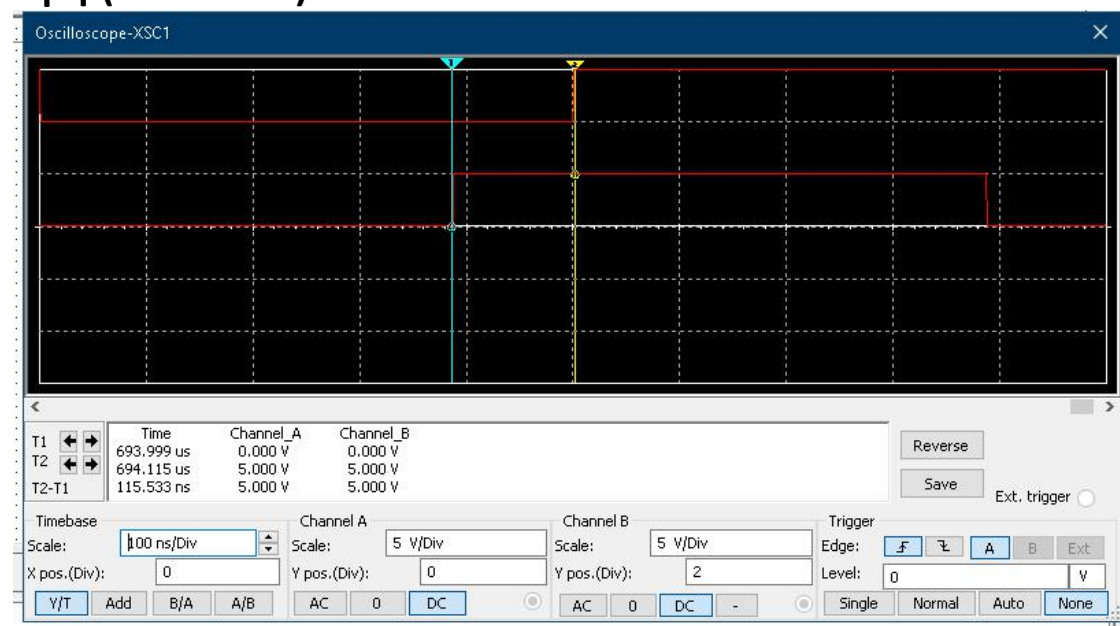 Oscilloscope-XSC1
1
2
Time Channel_A Channel_B
T1 693.999 us 0.000 V 0.000 V
T2 694.115 us 5.000 V 5.000 V
T2-T1 115.533 ns 5.000 V 5.000 V
Reverse
Save
Ext. trigger
Timebase
Scale: 100 ns/Div
X pos.(Div): 0
Y/T Add B/A A/B
Channel A
Scale: 5 V/Div
Y pos.(Div): 0
AC 0 DC
Channel B
Scale: 5 V/Div
Y pos.(Div): 2
AC 0 DC -
Trigger
Edge: A B Ext
Level: 0 V
Single Normal Auto None